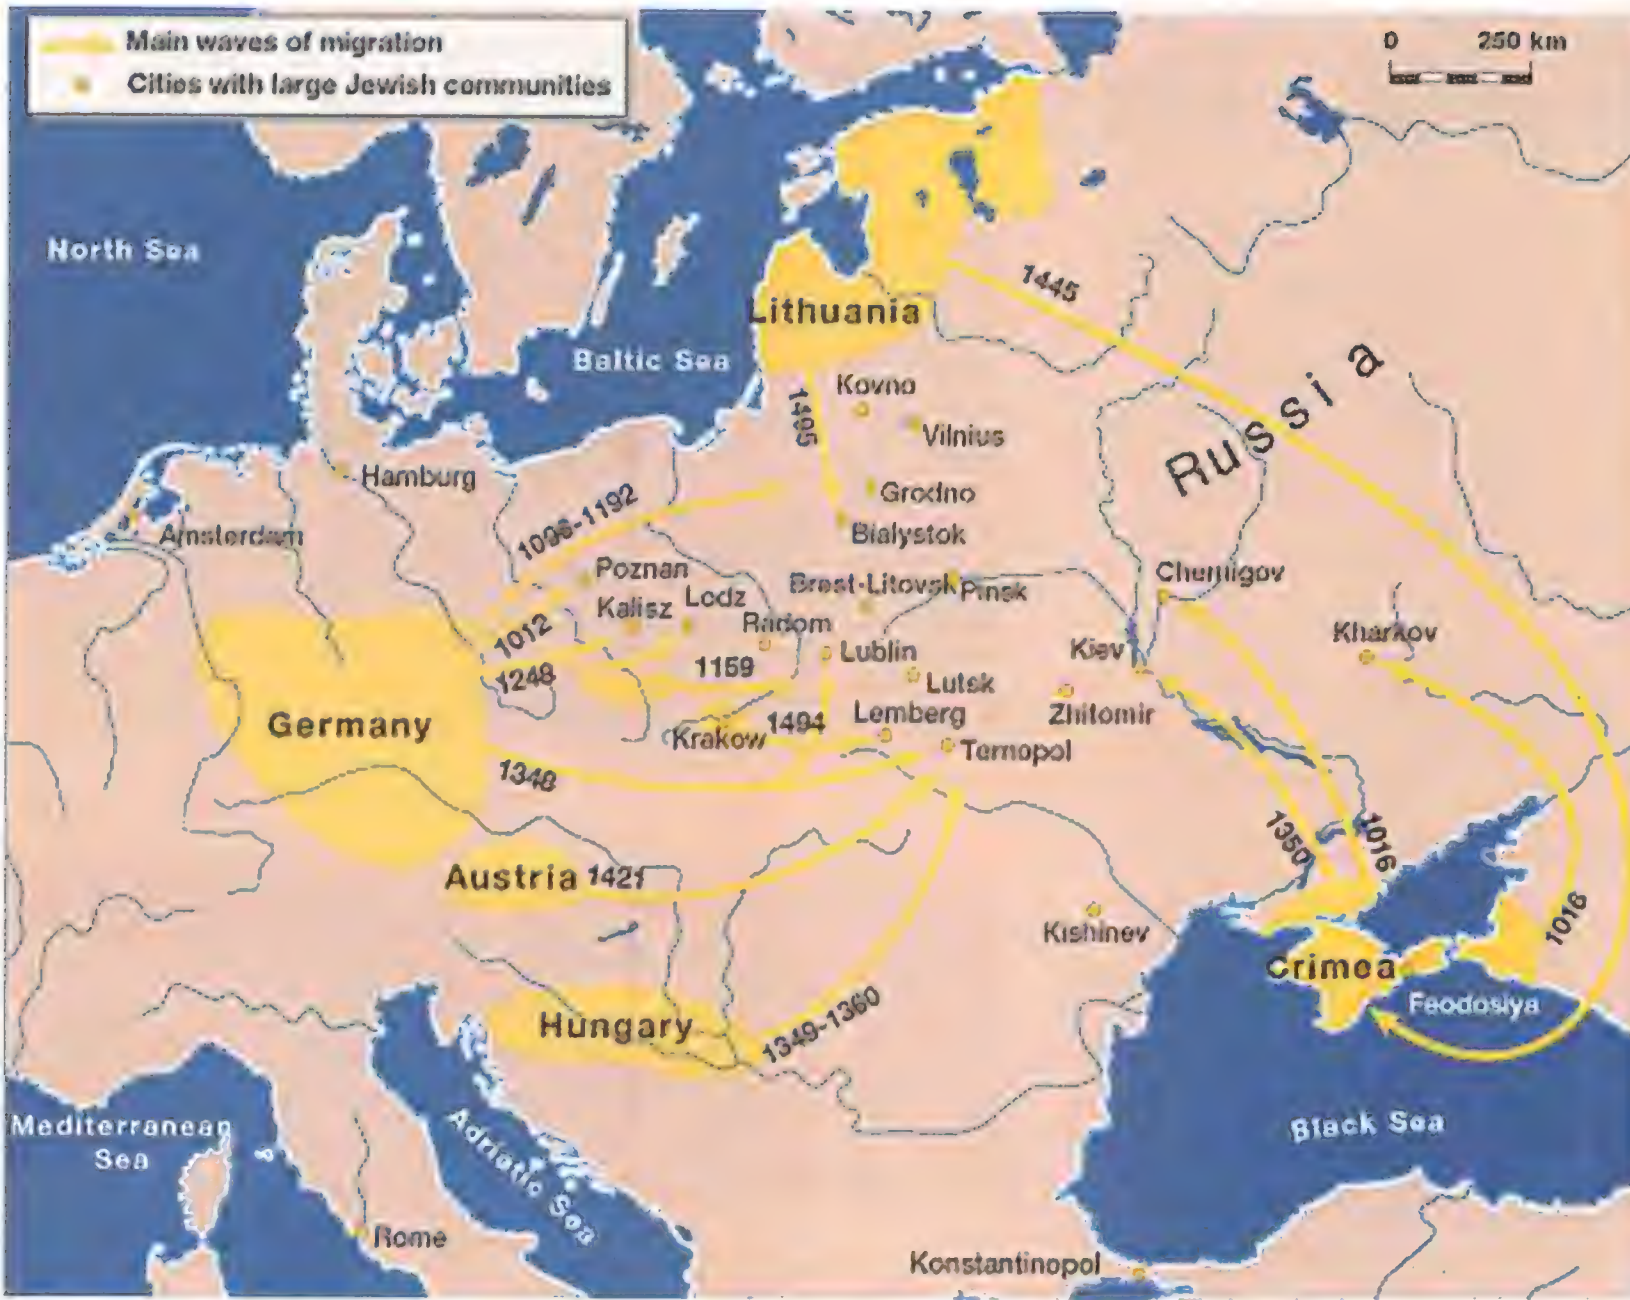 Main waves of migration
Cities with large Jewish communities
0 250 km
North Sea
1445
Lithuania
Baltic Sea
Russia
Kovno
1495
Vilnius
Hamburg
Grodno
1096-1192
Amsterdam
Bialystok
Poznan
Brest-Litovsk
Pinsk
Chernigov
Kalisz
Lodz
Radom
1012
Kharkov
Kiev
Lublin
1159
1248
Lutsk
Germany
Krakow
1494
Lemberg
Zhitomir
Ternopol
1348
1350
1016
Austria
1421
Kishinev
1016
Crimea
Feodosiya
Hungary
1349-1360
Mediterranean
Sea
Adriatic Sea
Black Sea
Rome
Konstantinopol